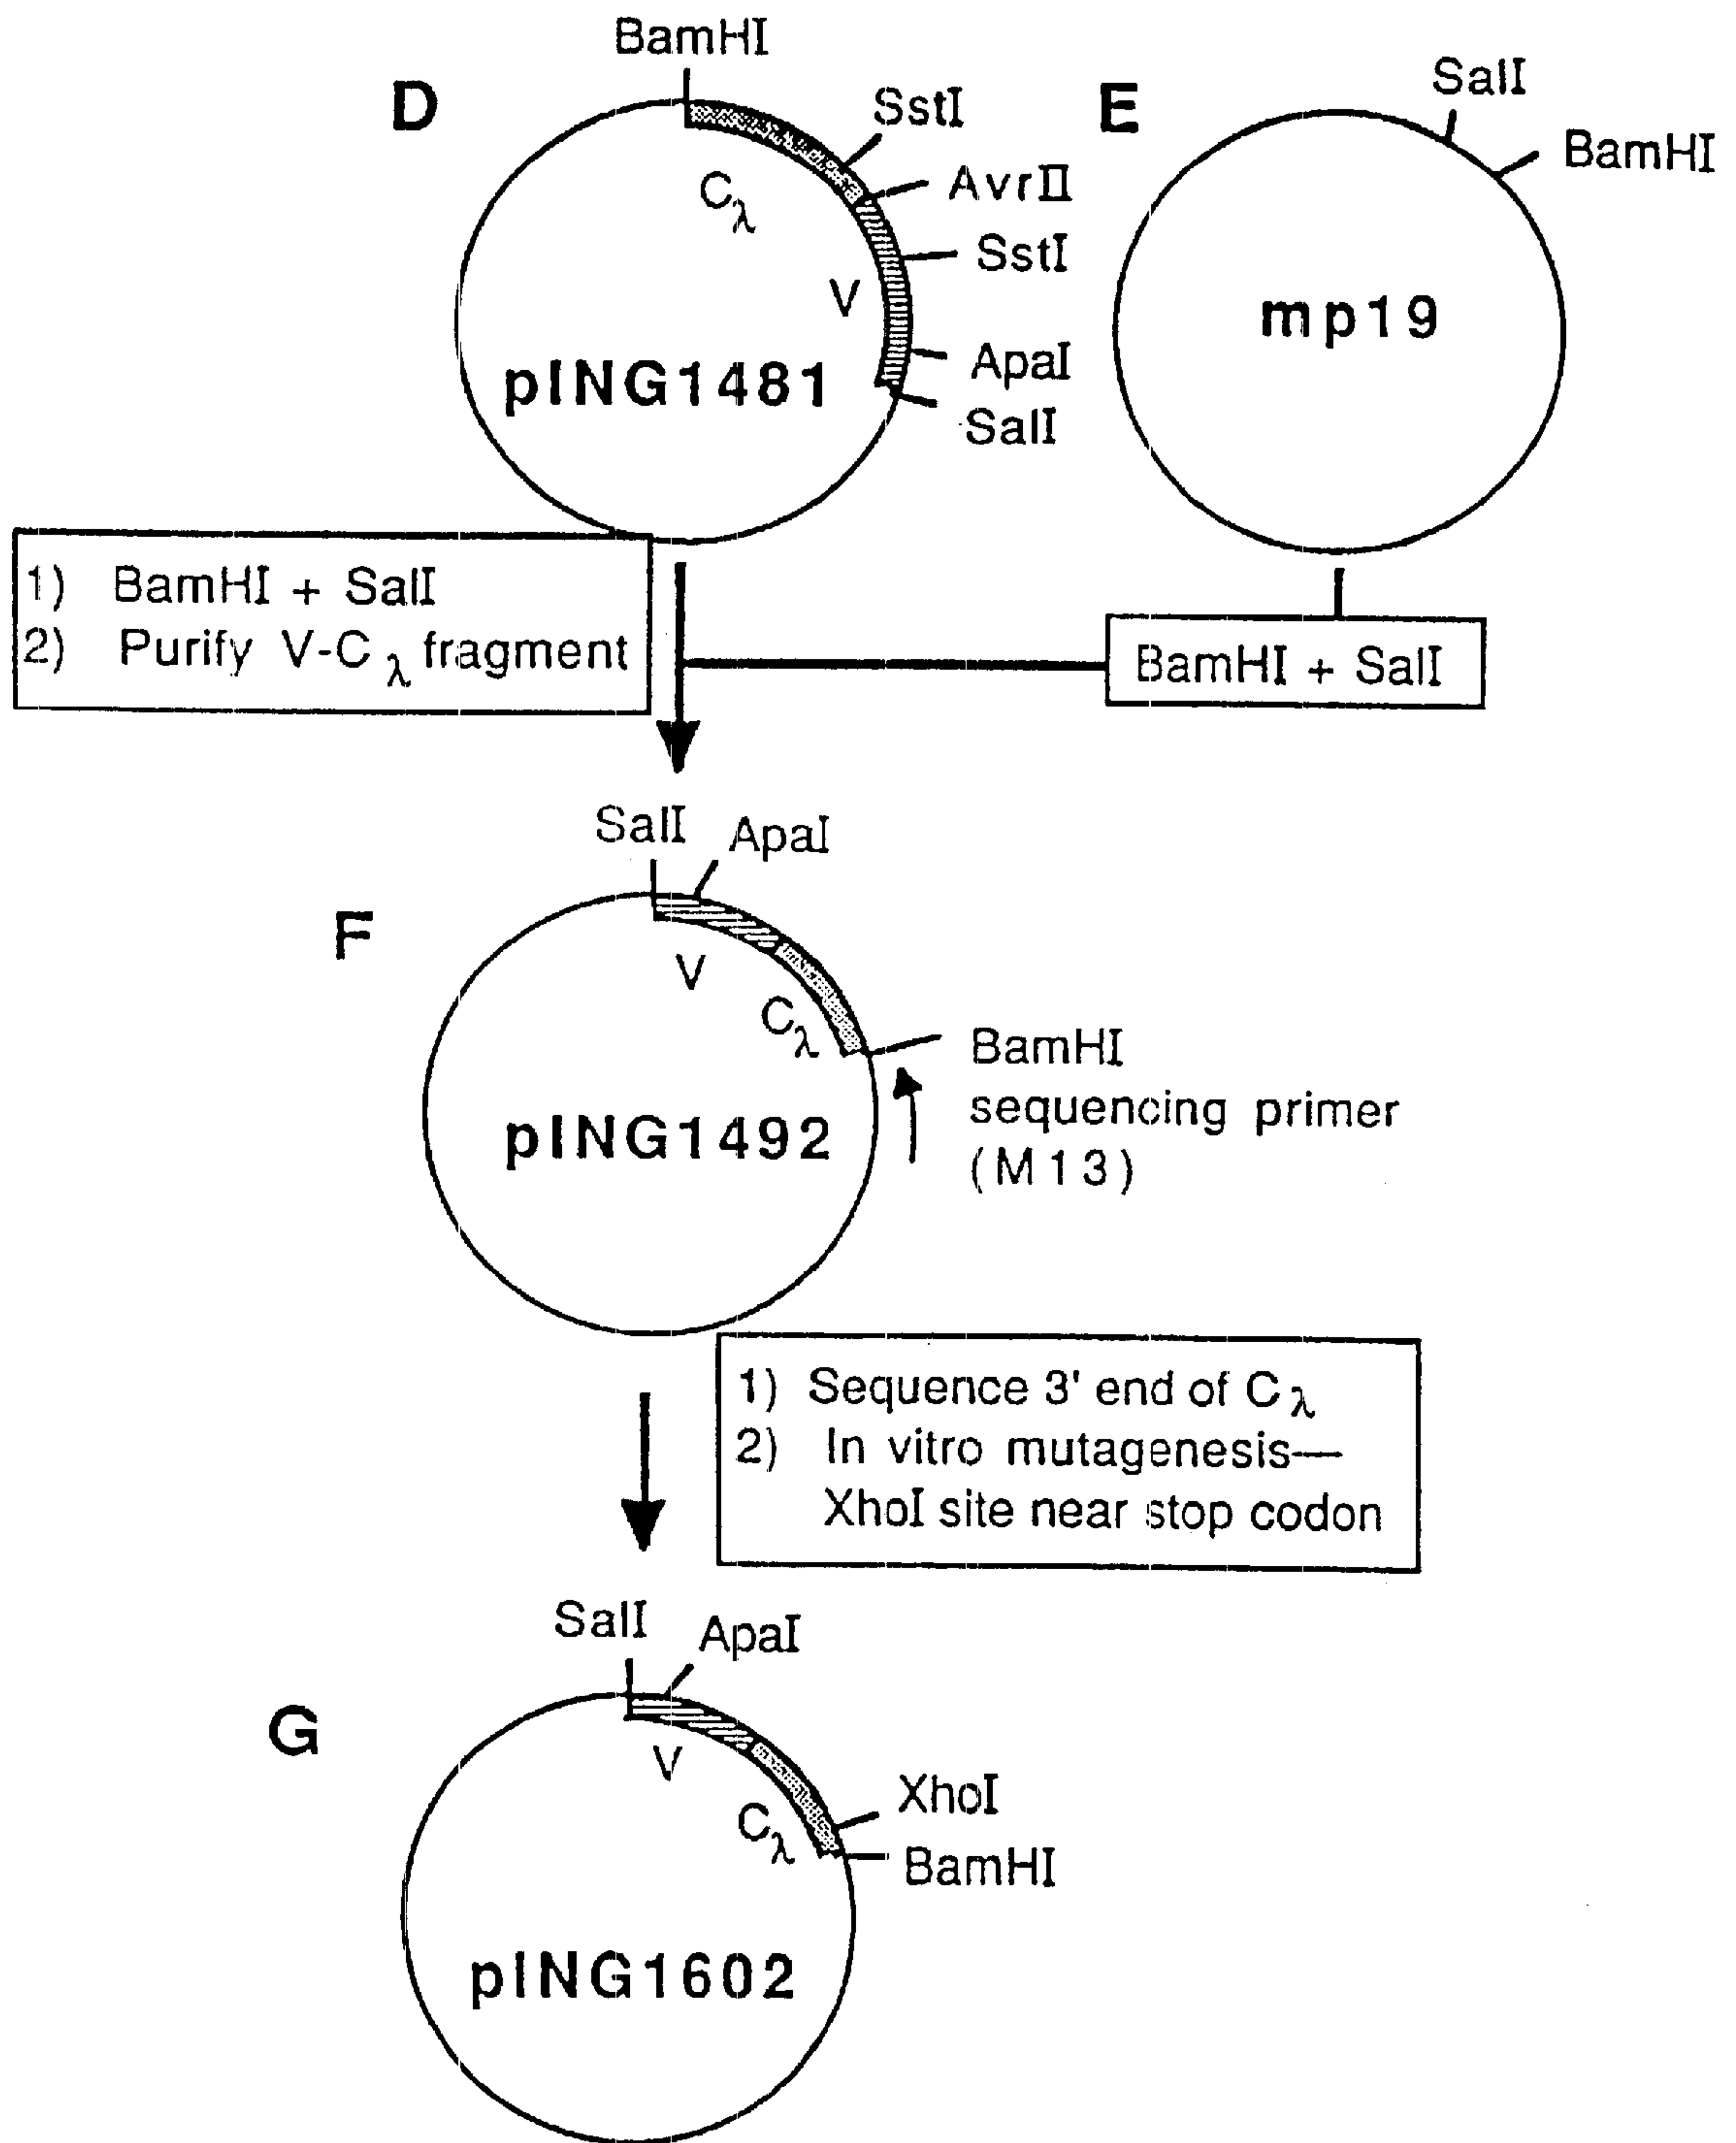 D
BamHI
SstI
AvrII
SstI
ApaI
SalI
Cλ
V
pING1481
E
SalI
BamHI
mp19
1) BamHI + SalI
2) Purify V-Cλ fragment
BamHI + SalI
F
SalI
ApaI
V
Cλ
pING1492
BamHI
sequencing primer
(M13)
1) Sequence 3' end of Cλ
2) In vitro mutagenesis—
XhoI site near stop codon
G
SalI
ApaI
V
Cλ
XhoI
BamHI
pING1602